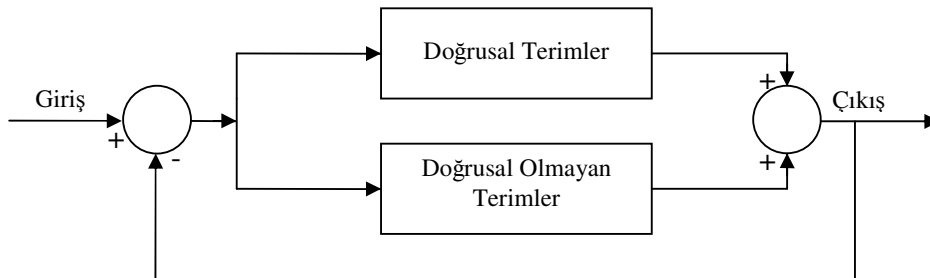 Doğrusal Terimler
Giriş
+
-
+
Çıkış
+
Doğrusal Olmayan
Terimler